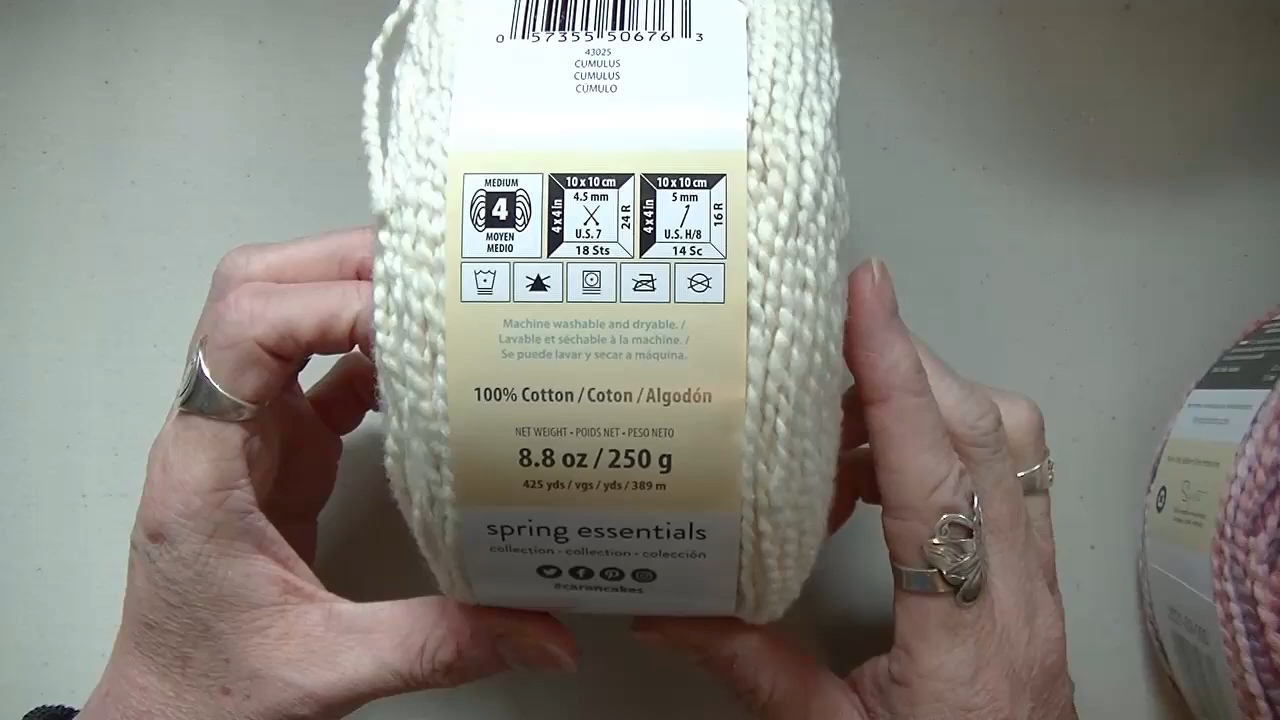 0 57355 50676 3
43025
CUMULUS
CUMULUS
CÚMULO
MEDIUM
4
MOYEN
MEDIO
10 x 10 cm
4 x 4 in
4.5 mm
U.S. 7
24 R
18 Sts
10 x 10 cm
4 x 4 in
5 mm
U.S. H/8
16 R
14 Sc
Machine washable and dryable. /
Lavable et séchable à la machine. /
Se puede lavar y secar a máquina.
100% Cotton / Coton / Algodón
NET WEIGHT • POIDS NET • PESO NETO
8.8 oz / 250 g
425 yds / vgs / yds / 389 m
spring essentials
collection • collection • colección
#caroncakes